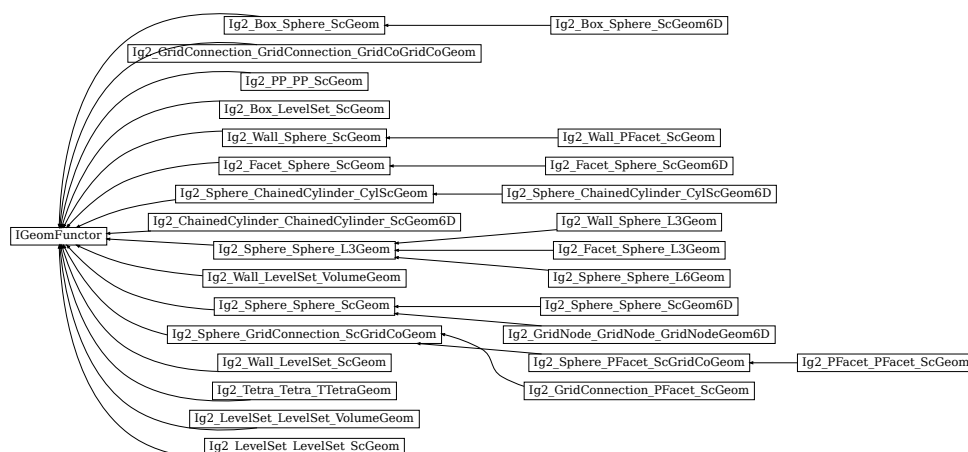 Ig2_Box_Sphere_ScGeom
Ig2_Box_Sphere_ScGeom6D
Ig2_GridConnection_GridConnection_GridCoGridCoGeom
Ig2_PP_PP_ScGeom
Ig2_Box_LevelSet_ScGeom
Ig2_Wall_Sphere_ScGeom
Ig2_Wall_PFacet_ScGeom
Ig2_Facet_Sphere_ScGeom
Ig2_Facet_Sphere_ScGeom6D
Ig2_Sphere_ChainedCylinder_CylScGeom
Ig2_Sphere_ChainedCylinder_CylScGeom6D
Ig2_ChainedCylinder_ChainedCylinder_ScGeom6D
Ig2_Wall_Sphere_L3Geom
IGeomFunctor
Ig2_Sphere_Sphere_L3Geom
Ig2_Facet_Sphere_L3Geom
Ig2_Wall_LevelSet_VolumeGeom
Ig2_Sphere_Sphere_L6Geom
Ig2_Sphere_Sphere_ScGeom
Ig2_Sphere_Sphere_ScGeom6D
Ig2_Sphere_GridConnection_ScGridCoGeom
Ig2_GridNode_GridNode_GridNodeGeom6D
Ig2_Wall_LevelSet_ScGeom
Ig2_Sphere_PFacet_ScGridCoGeom
Ig2_PFacet_PFacet_ScGeom
Ig2_Tetra_Tetra_TTetraGeom
Ig2_GridConnection_PFacet_ScGeom
Ig2_LevelSet_LevelSet_VolumeGeom
Ig2_LevelSet_LevelSet_ScGeom